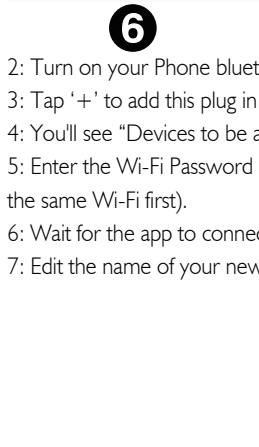 6
2: Turn on your Phone bluet
3: Tap ‘+’ to add this plug in
4: You'll see “Devices to be a
5: Enter the Wi-Fi Password
the same Wi-Fi first).
6: Wait for the app to connec
7: Edit the name of your new